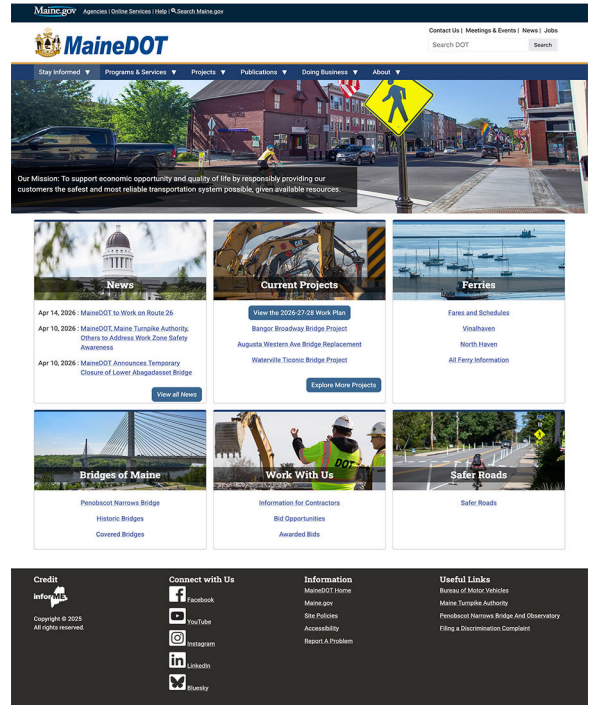 Maine.gov Agencies | Online Services | Help | Search Maine.gov
Contact Us | Meetings & Events | News | Jobs
MaineDOT
Search DOT Search
Stay Informed ▼ Programs & Services ▼ Projects ▼ Publications ▼ Doing Business ▼ About ▼
Our Mission: To support economic opportunity and quality of life by responsibly providing our
customers the safest and most reliable transportation system possible, given available resources.
News
Apr 14, 2026 : MaineDOT to Work on Route 26
Apr 10, 2026 : MaineDOT, Maine Turnpike Authority,
Others to Address Work Zone Safety
Awareness
Apr 10, 2026 : MaineDOT Announces Temporary
Closure of Lower Abagadasset Bridge
View all News
Current Projects
View the 2026-27-28 Work Plan
Bangor Broadway Bridge Project
Augusta Western Ave Bridge Replacement
Waterville Ticonic Bridge Project
Explore More Projects
Ferries
Fares and Schedules
Vinalhaven
North Haven
All Ferry Information
Bridges of Maine
Penobscot Narrows Bridge
Historic Bridges
Covered Bridges
DOT
Work With Us
Information for Contractors
Bid Opportunities
Awarded Bids
Safer Roads
Safer Roads
Credit
inforME
Copyright © 2025
All rights reserved.
Connect with Us
Facebook
YouTube
Instagram
LinkedIn
Bluesky
Information
MaineDOT Home
Maine.gov
Site Policies
Accessibility
Report A Problem
Useful Links
Bureau of Motor Vehicles
Maine Turnpike Authority
Penobscot Narrows Bridge And Observatory
Filing a Discrimination Complaint